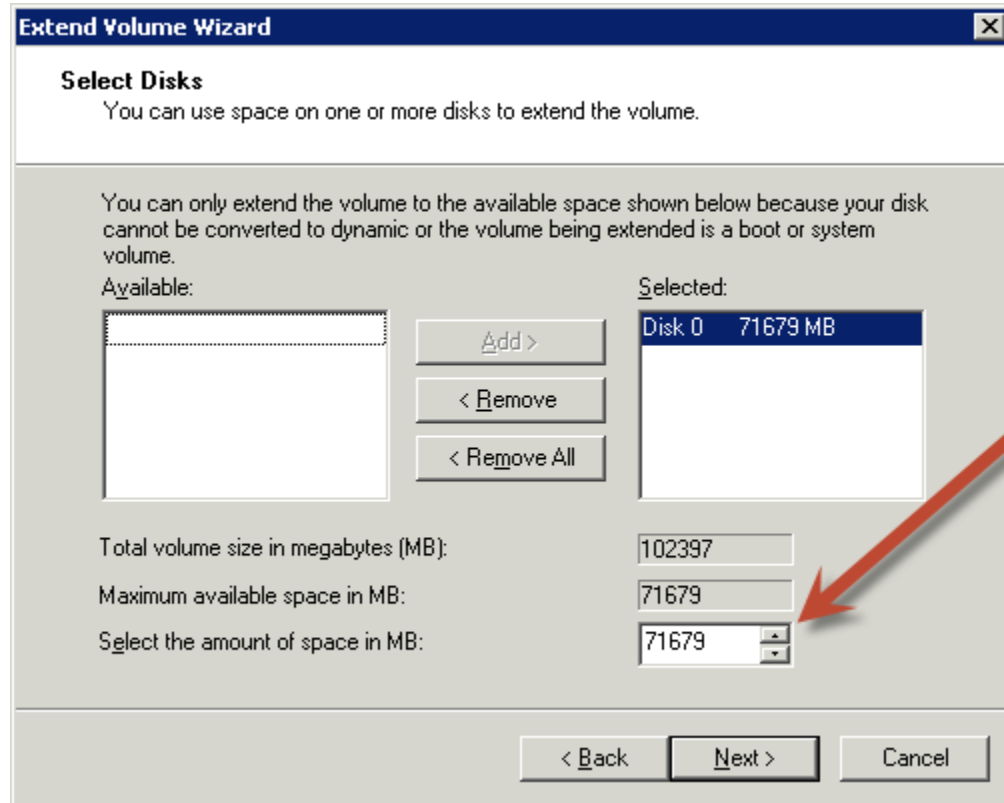 Extend Volume Wizard
Select Disks
You can use space on one or more disks to extend the volume.
You can only extend the volume to the available space shown below because your disk
cannot be converted to dynamic or the volume being extended is a boot or system
volume.
Available:
Selected:
Disk 0 71679 MB
Add >
< Remove
< Remove All
Total volume size in megabytes (MB): 102397
Maximum available space in MB: 71679
Select the amount of space in MB: 71679
< Back Next > Cancel